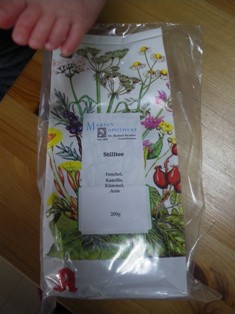 MARIEN
APOTHEKE
Stilltee
Fenchel,
Kamille,
Kümmel,
Anis
200g